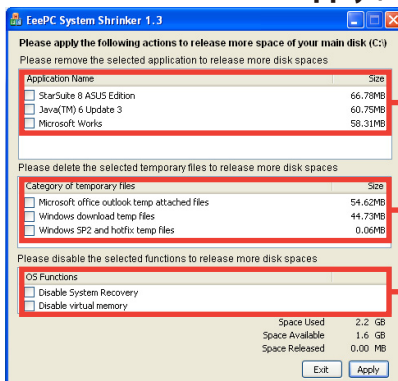 EeePC System Shrinker 1.3
Please apply the following actions to release more space of your main disk (C:)
Please remove the selected application to release more disk spaces
Application Name Size
StarSuite 8 ASUS Edition 66.78MB
Java(TM) 6 Update 3 60.75MB
Microsoft Works 58.31MB
Please delete the selected temporary files to release more disk spaces
Category of temporary files Size
Microsoft office outlook temp attached files 54.62MB
Windows download temp files 44.73MB
Windows SP2 and hotfix temp files 0.06MB
Please disable the selected functions to release more disk spaces
OS Functions
Disable System Recovery
Disable virtual memory
Space Used 2.2 GB
Space Available 1.6 GB
Space Released 0.00 MB
Exit Apply